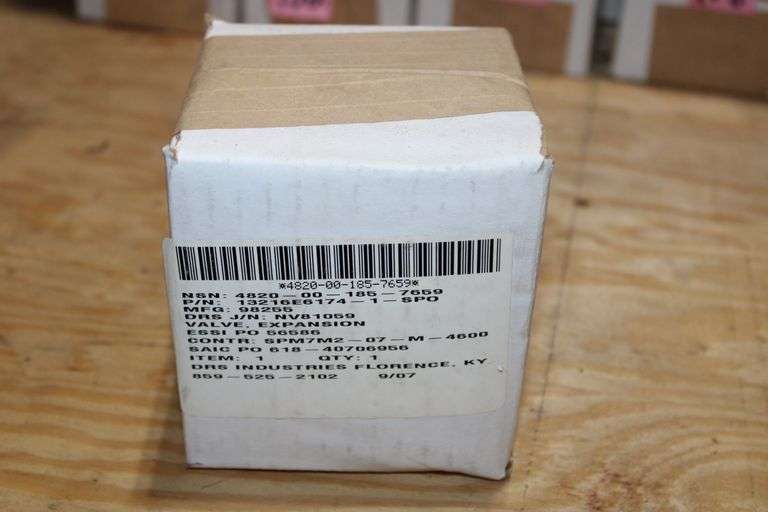 *4820-00-185-7659*
NSN: 4820-00-185-7659
P/N: 13216E6174-1-SPO
MFG: 98255
DRS J/N: NV81059
VALVE, EXPANSION
ESSI PO 56586
CONTR: SPM7M2-07-M-4600
SAIC PO 618-40706956
ITEM: 1 QTY: 1
DRS INDUSTRIES FLORENCE, KY
859-525-2102 9/07